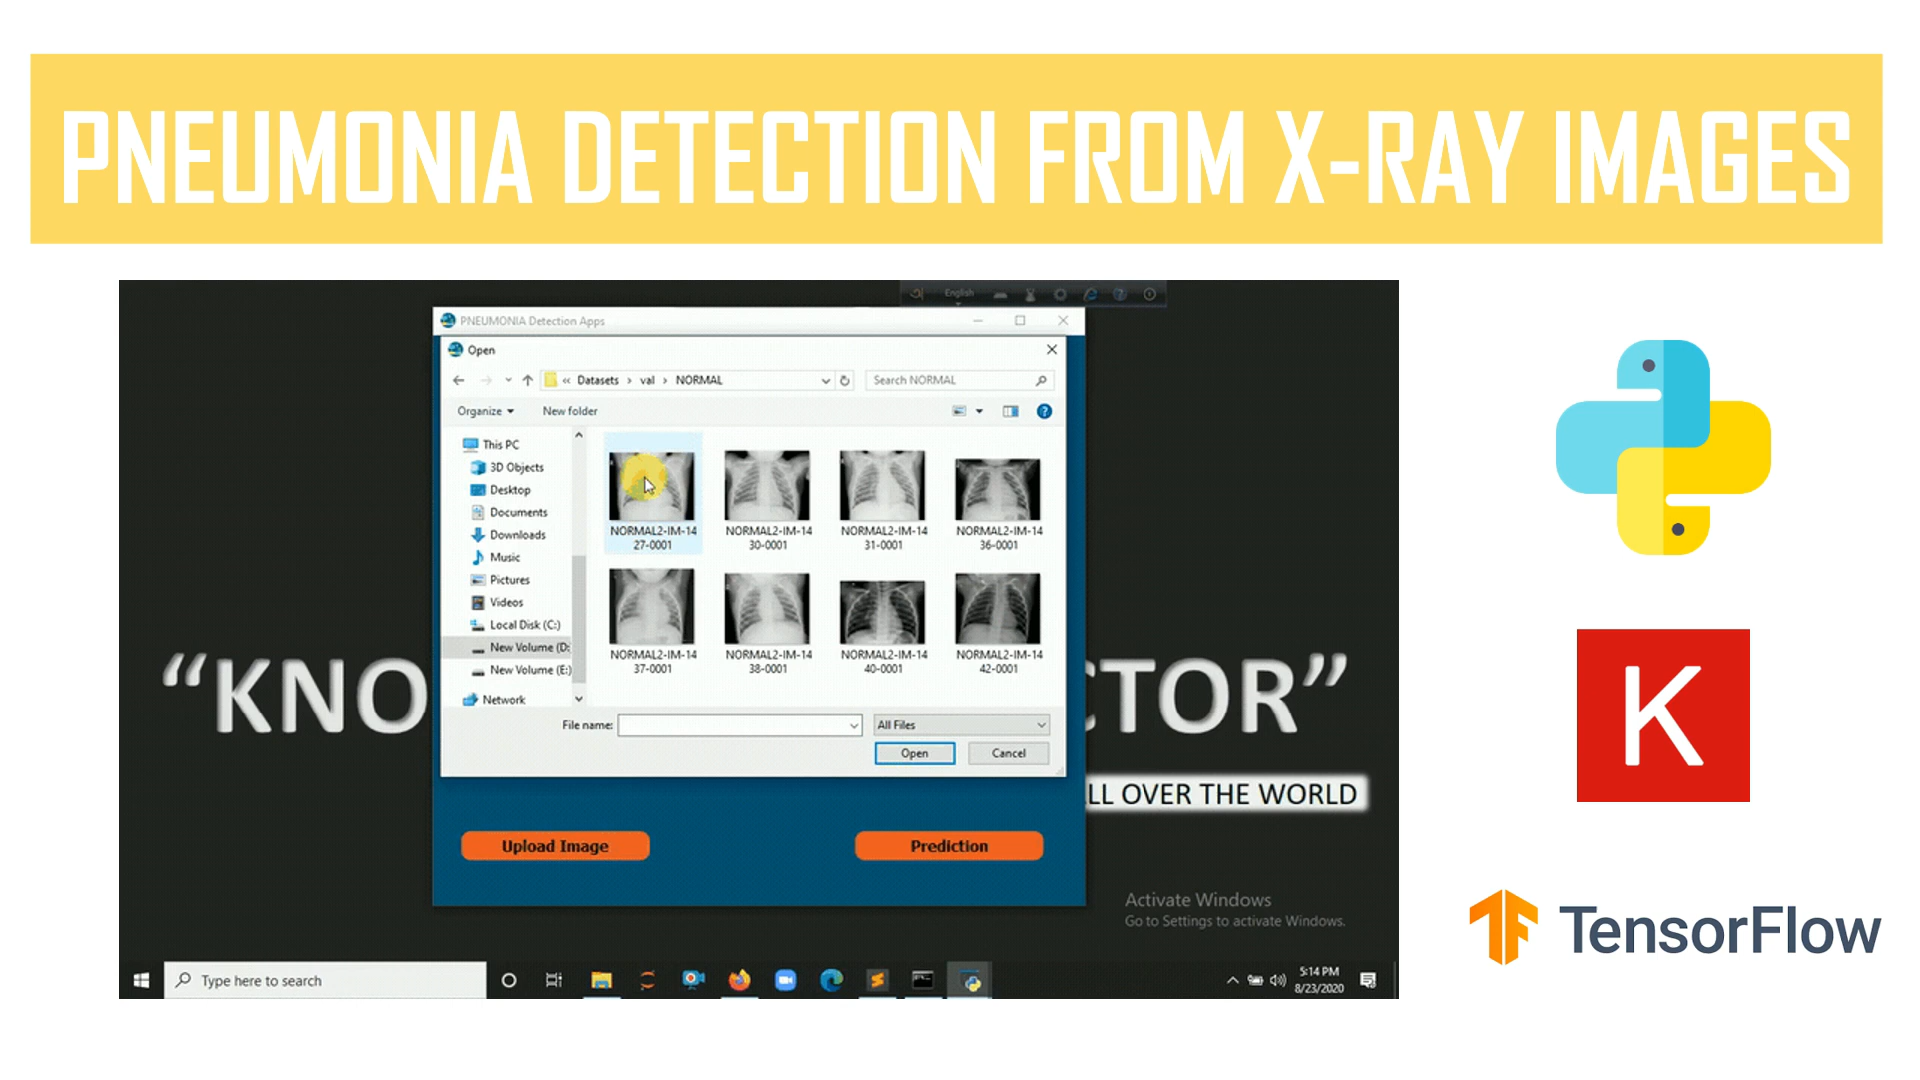 PNEUMONIA DETECTION FROM X-RAY IMAGES
English
PNEUMONIA Detection Apps
Open
« Datasets › val › NORMAL
Search NORMAL
Organize
New folder
This PC
3D Objects
Desktop
Documents
Downloads
Music
Pictures
Videos
Local Disk (C:)
New Volume (D:
New Volume (E:)
Network
NORMAL2-IM-14
27-0001
NORMAL2-IM-14
30-0001
NORMAL2-IM-14
31-0001
NORMAL2-IM-14
36-0001
NORMAL2-IM-14
37-0001
NORMAL2-IM-14
38-0001
NORMAL2-IM-14
40-0001
NORMAL2-IM-14
42-0001
File name:
All Files
Open
Cancel
“KNO
CTOR”
LL OVER THE WORLD
Upload Image
Prediction
Activate Windows
Go to Settings to activate Windows.
Type here to search
5:14 PM
8/23/2020
K
TensorFlow